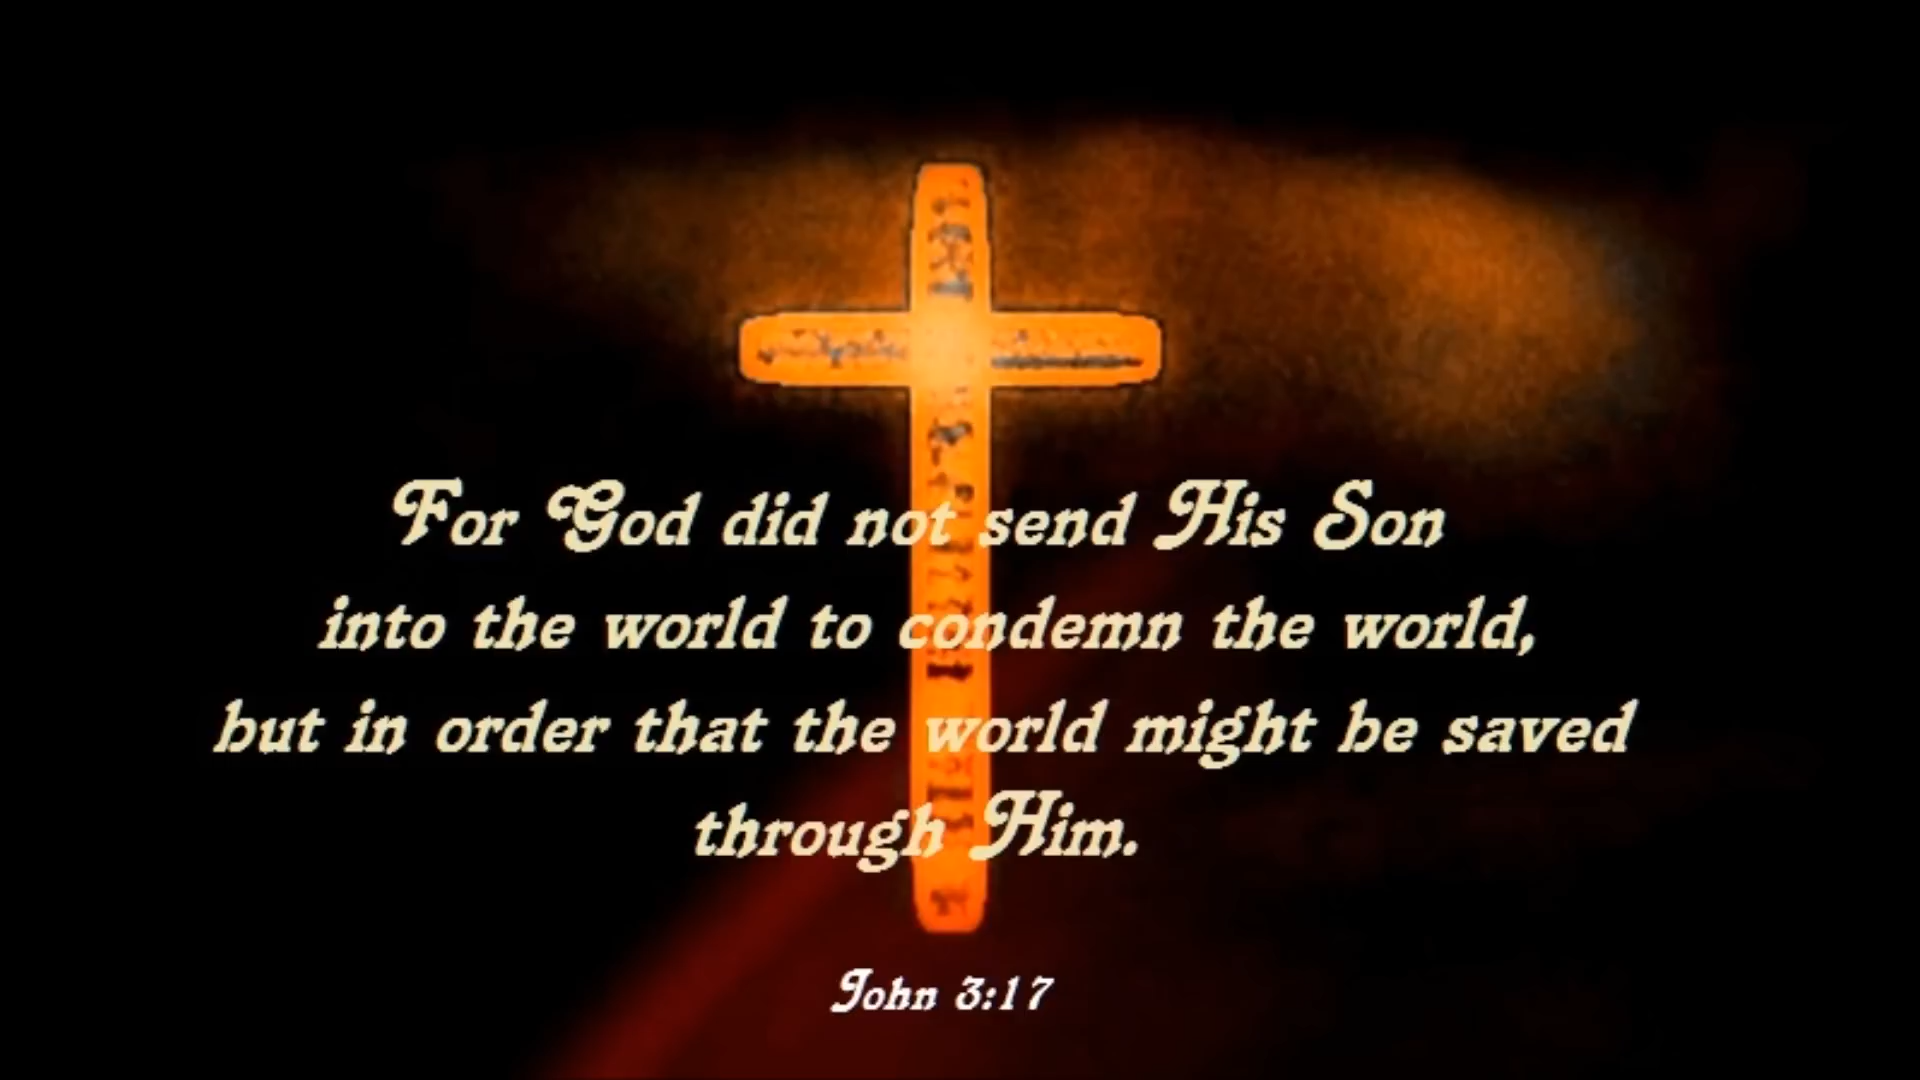 For God did not send His Son
into the world to condemn the world,
but in order that the world might be saved
through Him.
John 3:17